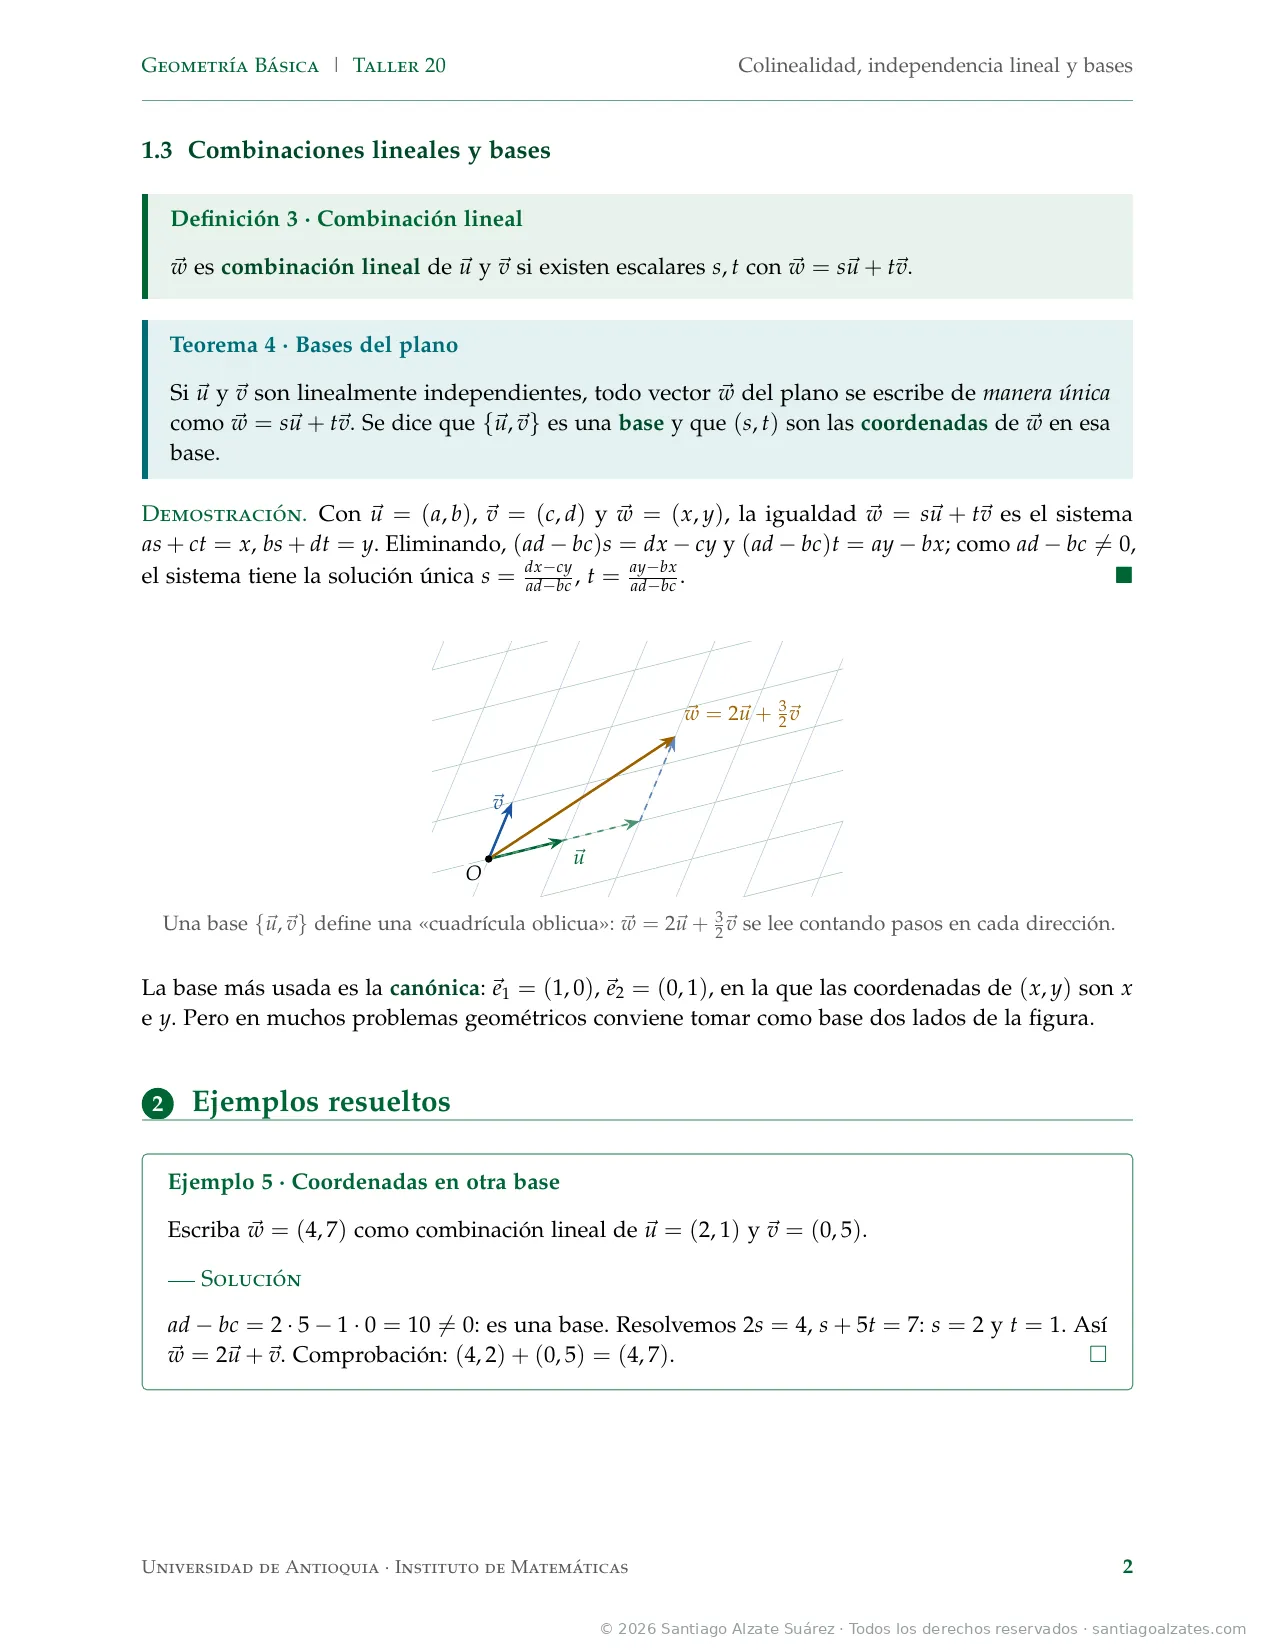 Geometría Básica | Taller 20
Colinealidad, independencia lineal y bases
1.3 Combinaciones lineales y bases
Definición 3 · Combinación lineal
w⃗ es combinación lineal de u⃗ y v⃗ si existen escalares s, t con w⃗ = su⃗ + tv⃗.
Teorema 4 · Bases del plano
Si u⃗ y v⃗ son linealmente independientes, todo vector w⃗ del plano se escribe de manera única
como w⃗ = su⃗ + tv⃗. Se dice que {u⃗, v⃗} es una base y que (s, t) son las coordenadas de w⃗ en esa
base.
Demostración. Con u⃗ = (a, b), v⃗ = (c, d) y w⃗ = (x, y), la igualdad w⃗ = su⃗ + tv⃗ es el sistema
as + ct = x, bs + dt = y. Eliminando, (ad − bc)s = dx − cy y (ad − bc)t = ay − bx; como ad − bc ≠ 0,
el sistema tiene la solución única s = (dx−cy)/(ad−bc), t = (ay−bx)/(ad−bc). ■
w⃗ = 2u⃗ + 3/2 v⃗
v⃗
u⃗
O
Una base {u⃗, v⃗} define una «cuadrícula oblicua»: w⃗ = 2u⃗ + 3/2 v⃗ se lee contando pasos en cada dirección.
La base más usada es la canónica: e⃗₁ = (1, 0), e⃗₂ = (0, 1), en la que las coordenadas de (x, y) son x
e y. Pero en muchos problemas geométricos conviene tomar como base dos lados de la figura.
2 Ejemplos resueltos
Ejemplo 5 · Coordenadas en otra base
Escriba w⃗ = (4, 7) como combinación lineal de u⃗ = (2, 1) y v⃗ = (0, 5).
— Solución
ad − bc = 2 · 5 − 1 · 0 = 10 ≠ 0: es una base. Resolvemos 2s = 4, s + 5t = 7: s = 2 y t = 1. Así
w⃗ = 2u⃗ + v⃗. Comprobación: (4, 2) + (0, 5) = (4, 7). □
Universidad de Antioquia · Instituto de Matemáticas
2
© 2026 Santiago Alzate Suárez · Todos los derechos reservados · santiagoalzates.com